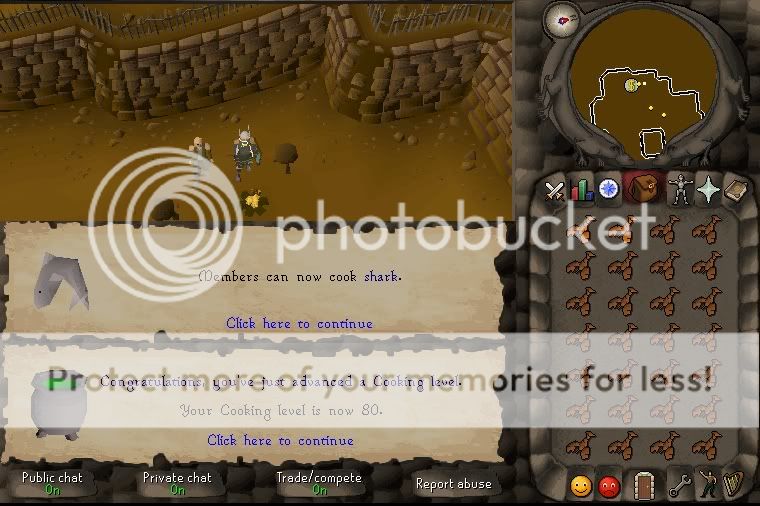 photobucket
Members can now cook shark.
Click here to continue
Protect more of your memories for less!
Congratulations, you've just advanced a Cooking level.
Your Cooking level is now 80.
Click here to continue
Public chat
On
Private chat
On
Trade/compete
On
Report abuse